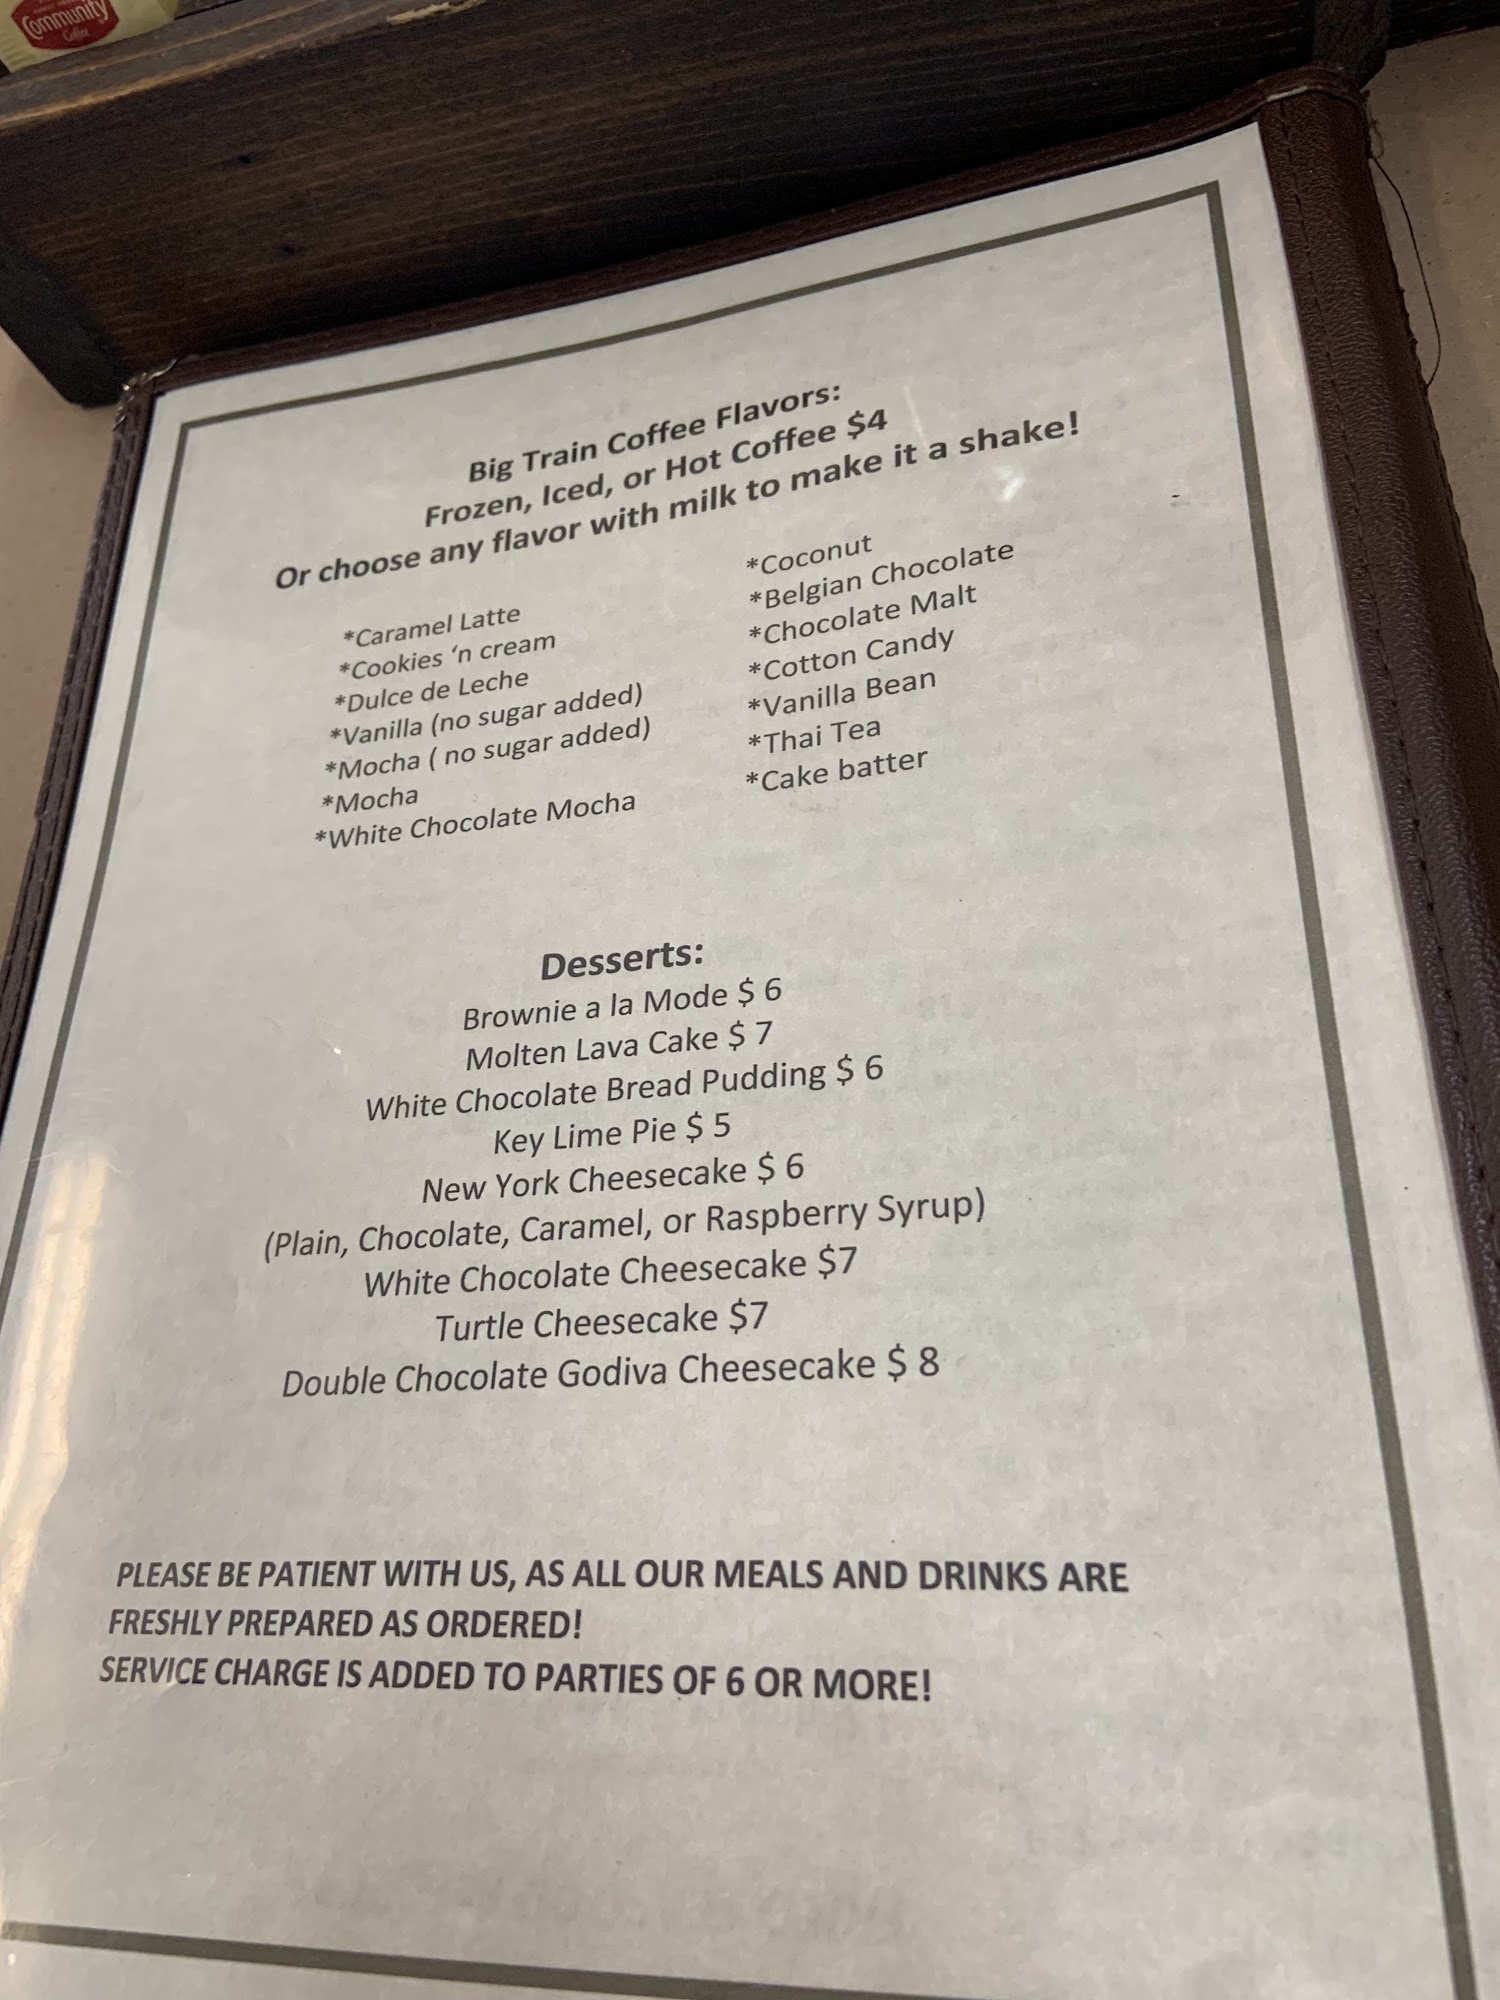 Community
Coffee
Big Train Coffee Flavors:
Frozen, Iced, or Hot Coffee $4
Or choose any flavor with milk to make it a shake!
*Caramel Latte
*Cookies ‘n cream
*Dulce de Leche
*Vanilla (no sugar added)
*Mocha ( no sugar added)
*Mocha
*White Chocolate Mocha
*Coconut
*Belgian Chocolate
*Chocolate Malt
*Cotton Candy
*Vanilla Bean
*Thai Tea
*Cake batter
Desserts:
Brownie a la Mode $ 6
Molten Lava Cake $ 7
White Chocolate Bread Pudding $ 6
Key Lime Pie $ 5
New York Cheesecake $ 6
(Plain, Chocolate, Caramel, or Raspberry Syrup)
White Chocolate Cheesecake $7
Turtle Cheesecake $7
Double Chocolate Godiva Cheesecake $ 8
PLEASE BE PATIENT WITH US, AS ALL OUR MEALS AND DRINKS ARE
FRESHLY PREPARED AS ORDERED!
SERVICE CHARGE IS ADDED TO PARTIES OF 6 OR MORE!